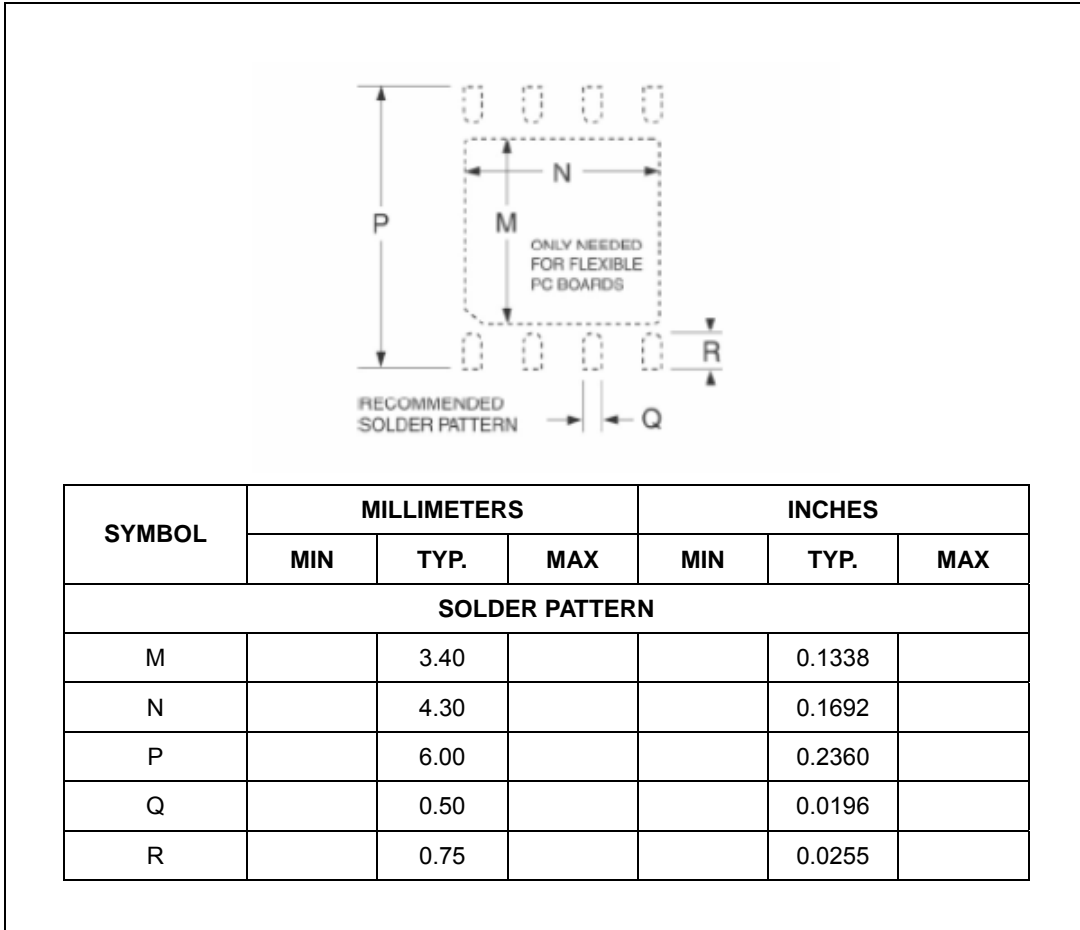 N
P
M
ONLY NEEDED
FOR FLEXIBLE
PC BOARDS
R
RECOMMENDED
SOLDER PATTERN
Q
SYMBOL MILLIMETERS INCHES
MIN TYP. MAX MIN TYP. MAX
SOLDER PATTERN
M 3.40 0.1338
N 4.30 0.1692
P 6.00 0.2360
Q 0.50 0.0196
R 0.75 0.0255